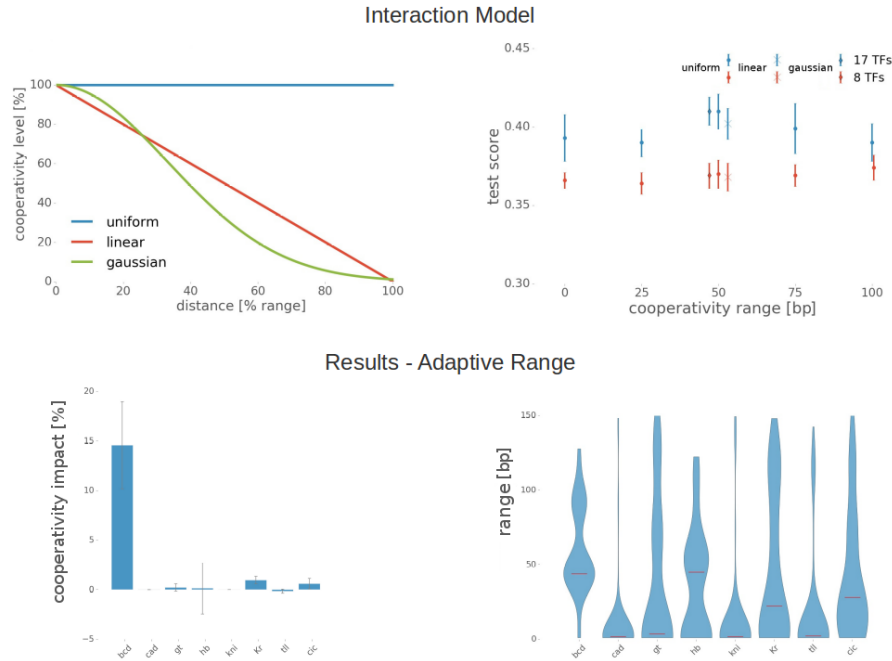 Interaction Model
cooperativity level [%]
100
80
60
40
20
0
0 20 40 60 80 100
distance [% range]
uniform
linear
gaussian
test score
0.45
0.40
0.35
0.30
0 25 50 75 100
cooperativity range [bp]
uniform linear gaussian 17 TFs
8 TFs
Results - Adaptive Range
cooperativity impact [%]
20
15
10
5
0
−5
bcd cad gt hb kni Kr tll cic
range [bp]
150
100
50
0
bcd cad gt hb kni Kr tll cic